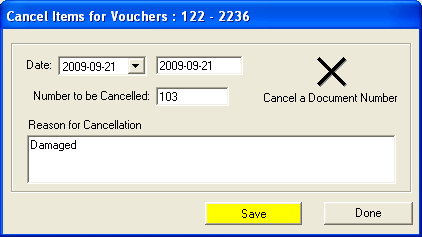 Cancel Items for Vouchers : 122 - 2236
Date: 2009-09-21 2009-09-21
Number to be Cancelled: 103
Cancel a Document Number
Reason for Cancellation
Damaged
Save Done